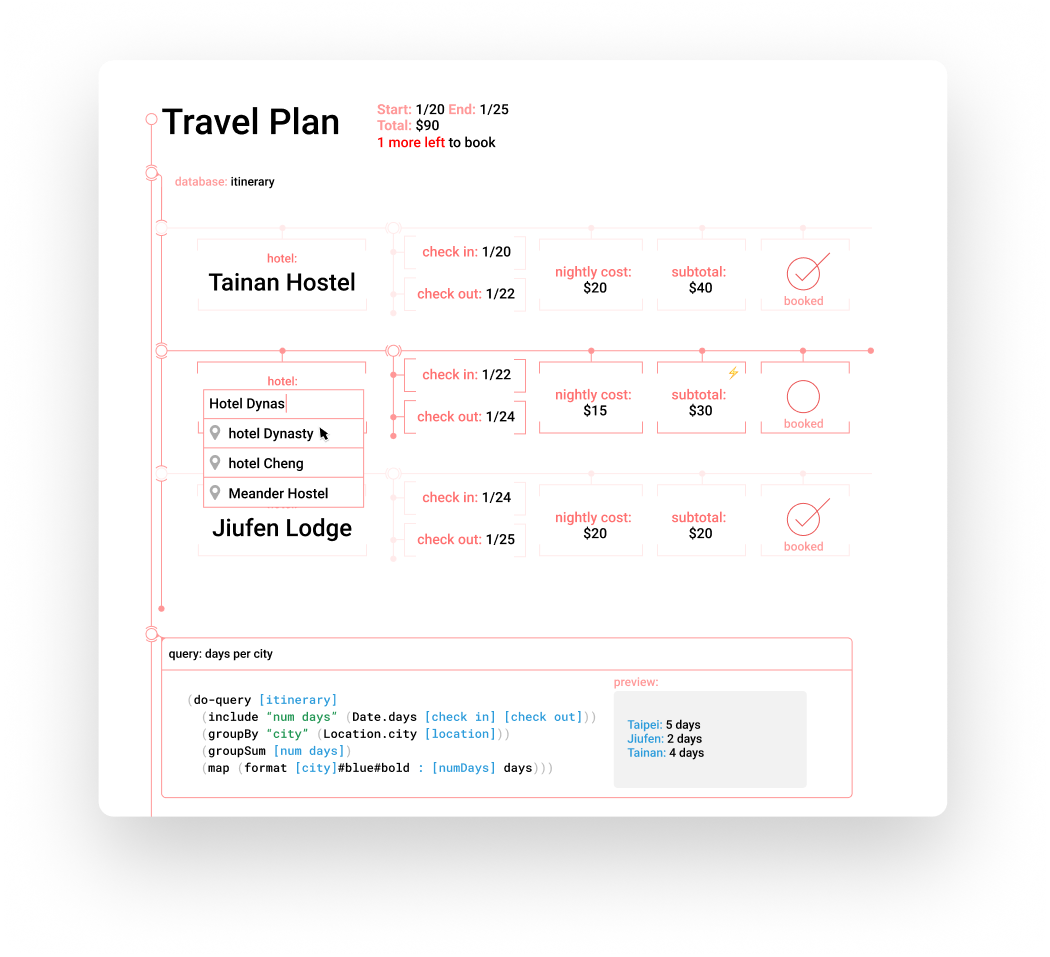 Travel Plan
Start: 1/20 End: 1/25
Total: $90
1 more left to book
database: itinerary
hotel:
Tainan Hostel
check in: 1/20
check out: 1/22
nightly cost:
$20
subtotal:
$40
booked
hotel:
Hotel Dynas
hotel Dynasty
hotel Cheng
Meander Hostel
check in: 1/22
check out: 1/24
nightly cost:
$15
subtotal:
$30
booked
Jiufen Lodge
check in: 1/24
check out: 1/25
nightly cost:
$20
subtotal:
$20
booked
query: days per city
(do-query [itinerary]
(include “num days” (Date.days [check in] [check out]))
(groupBy “city” (Location.city [location]))
(groupSum [num days])
(map (format [city]#blue#bold : [numDays] days)))
preview:
Taipei: 5 days
Jiufen: 2 days
Tainan: 4 days